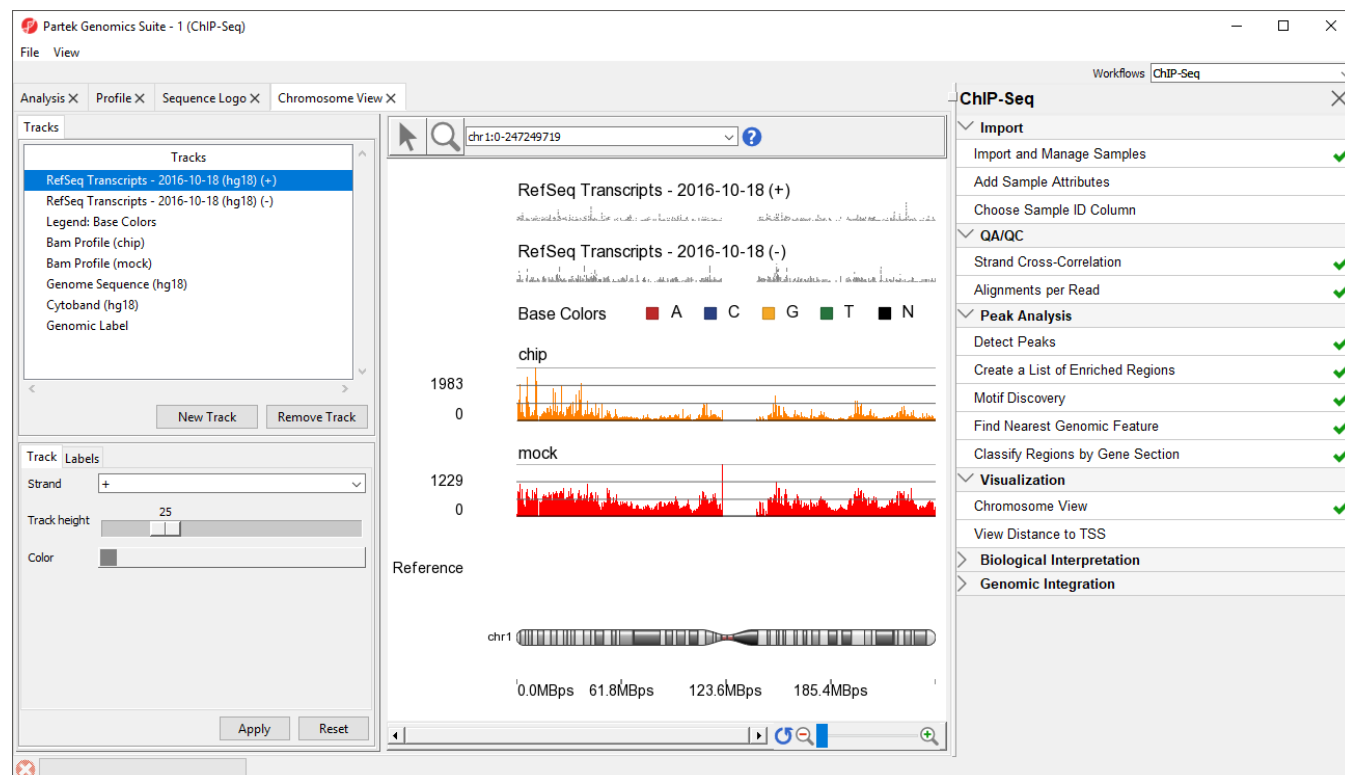 Partek Genomics Suite - 1 (ChIP-Seq)
File View
Workflows ChIP-Seq
Analysis Profile Sequence Logo Chromosome View
Tracks
Tracks
RefSeq Transcripts - 2016-10-18 (hg18) (+)
RefSeq Transcripts - 2016-10-18 (hg18) (-)
Legend: Base Colors
Bam Profile (chip)
Bam Profile (mock)
Genome Sequence (hg18)
Cytoband (hg18)
Genomic Label
New Track Remove Track
Track Labels
Strand +
Track height 25
Color
Apply Reset
chr1:0-247249719 ?
RefSeq Transcripts - 2016-10-18 (+)
RefSeq Transcripts - 2016-10-18 (-)
Base Colors A C G T N
chip
1983
0
mock
1229
0
Reference
chr1
0.0MBps 61.8MBps 123.6MBps 185.4MBps
ChIP-Seq
Import
Import and Manage Samples
Add Sample Attributes
Choose Sample ID Column
QA/QC
Strand Cross-Correlation
Alignments per Read
Peak Analysis
Detect Peaks
Create a List of Enriched Regions
Motif Discovery
Find Nearest Genomic Feature
Classify Regions by Gene Section
Visualization
Chromosome View
View Distance to TSS
Biological Interpretation
Genomic Integration